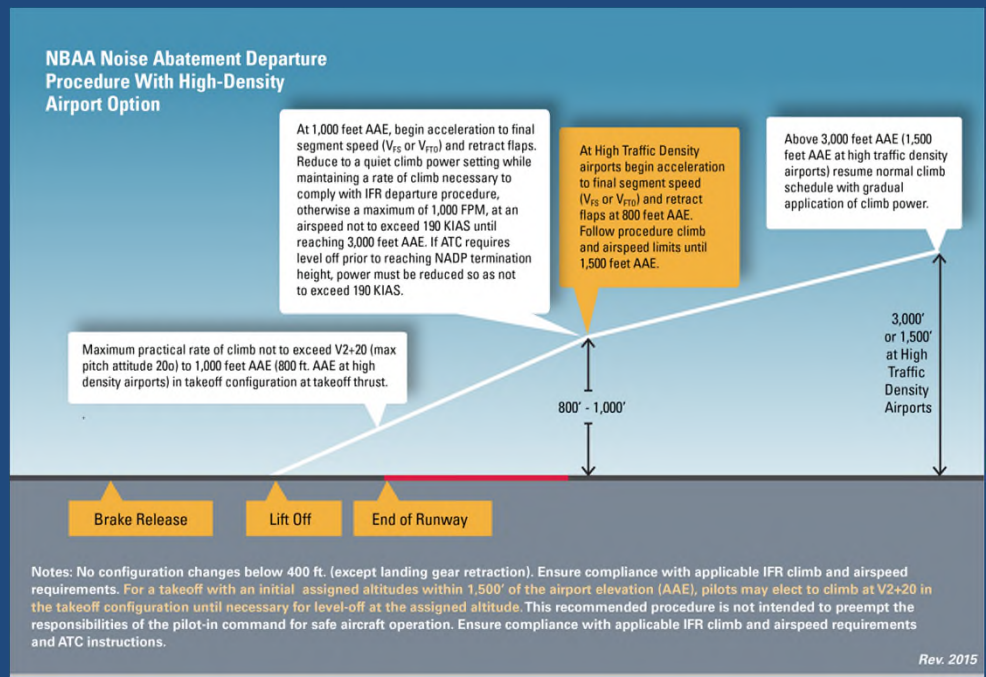 NBAA Noise Abatement Departure
Procedure With High-Density
Airport Option
At 1,000 feet AAE, begin acceleration to final
segment speed (VFS or VFTO) and retract flaps.
Reduce to a quiet climb power setting while
maintaining a rate of climb necessary to
comply with IFR departure procedure,
otherwise a maximum of 1,000 FPM, at an
airspeed not to exceed 190 KIAS until
reaching 3,000 feet AAE. If ATC requires
level off prior to reaching NADP termination
height, power must be reduced so as not
to exceed 190 KIAS.
At High Traffic Density
airports begin acceleration
to final segment speed
(VFS or VFTO) and retract
flaps at 800 feet AAE.
Follow procedure climb
and airspeed limits until
1,500 feet AAE.
Above 3,000 feet AAE (1,500
feet AAE at high traffic density
airports) resume normal climb
schedule with gradual
application of climb power.
Maximum practical rate of climb not to exceed V2+20 (max
pitch attitude 20o) to 1,000 feet AAE (800 ft. AAE at high
density airports) in takeoff configuration at takeoff thrust.
.
800’ - 1,000’
3,000’
or 1,500’
at High
Traffic
Density
Airports
Brake Release
Lift Off
End of Runway
Notes: No configuration changes below 400 ft. (except landing gear retraction). Ensure compliance with applicable IFR climb and airspeed
requirements. For a takeoff with an initial assigned altitudes within 1,500’ of the airport elevation (AAE), pilots may elect to climb at V2+20 in
the takeoff configuration until necessary for level-off at the assigned altitude. This recommended procedure is not intended to preempt the
responsibilities of the pilot-in command for safe aircraft operation. Ensure compliance with applicable IFR climb and airspeed requirements
and ATC instructions.
Rev. 2015